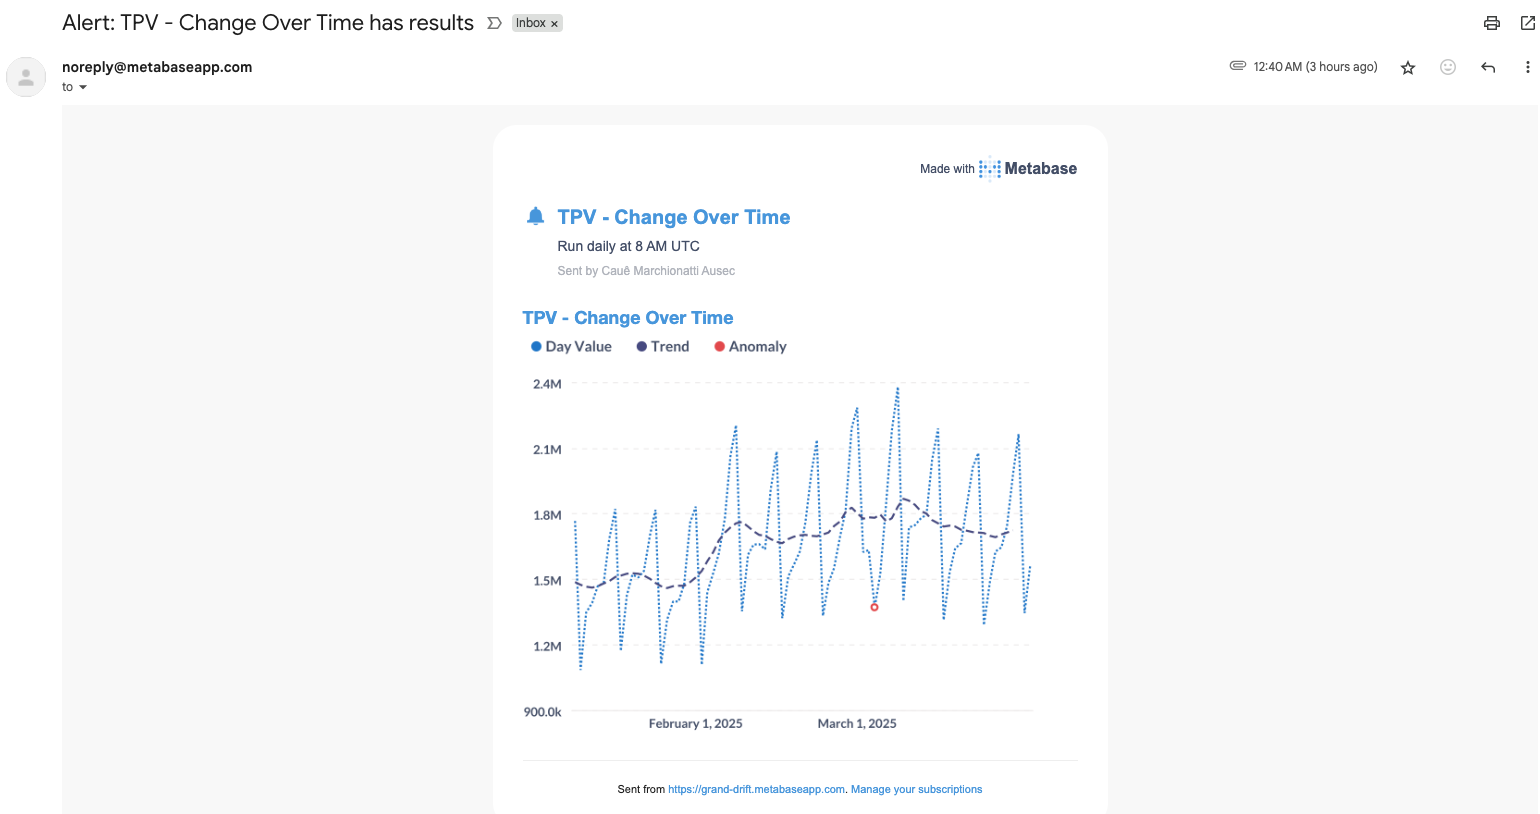 Alert: TPV - Change Over Time has results
Inbox ×
noreply@metabaseapp.com
12:40 AM (3 hours ago)
to
Made with Metabase
TPV - Change Over Time
Run daily at 8 AM UTC
Sent by Cauê Marchionatti Ausec
TPV - Change Over Time
Day Value Trend Anomaly
2.4M
2.1M
1.8M
1.5M
1.2M
900.0k
February 1, 2025 March 1, 2025
Sent from https://grand-drift.metabaseapp.com. Manage your subscriptions